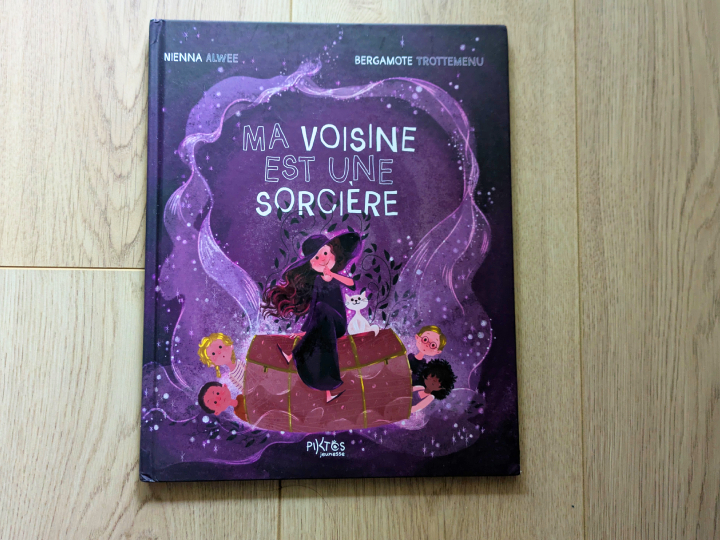 NIENNA ALWEE
BERGAMOTE TROTTEMENU
MA VOISINE
EST UNE
SORCIÈRE
PIKTOS
jeunesse